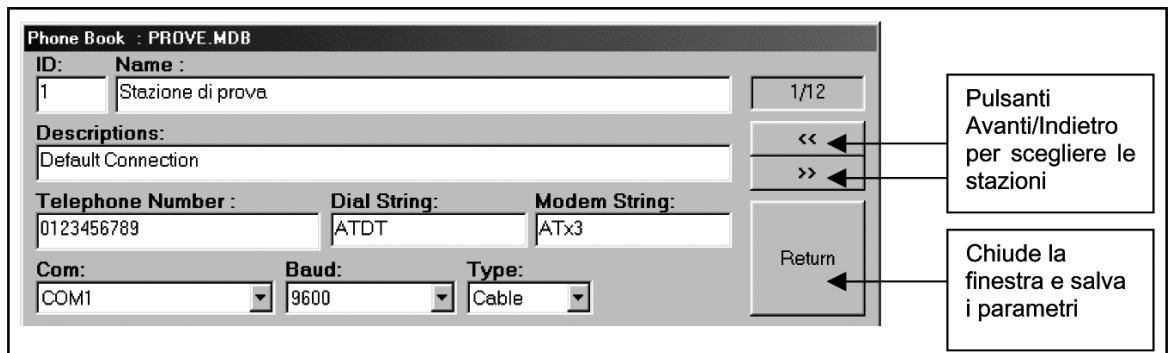 Phone Book : PROVE.MDB
ID: Name :
1 Stazione di prova 1/12
Descriptions:
Default Connection
<<
>>
Telephone Number : Dial String: Modem String:
0123456789 ATDT ATx3
Com: Baud: Type:
COM1 9600 Cable
Return
Pulsanti
Avanti/Indietro
per scegliere le
stazioni
Chiude la
finestra e salva
i parametri